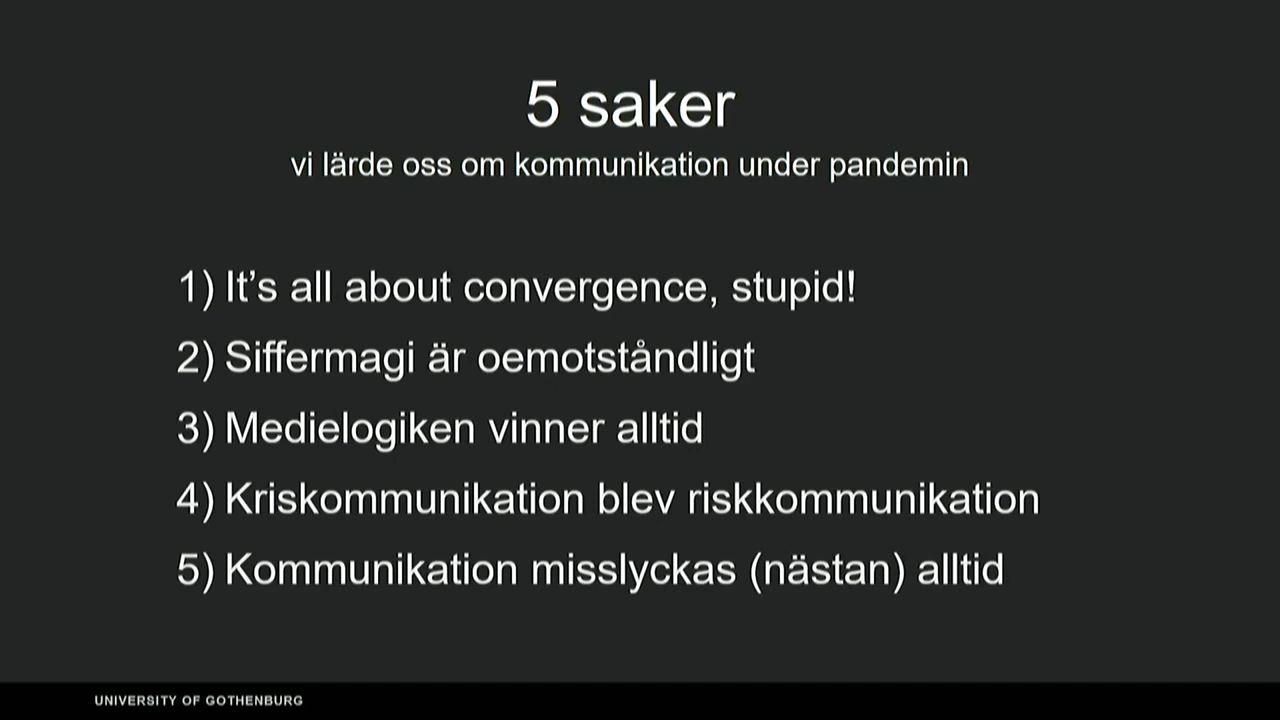 5 saker
vi lärde oss om kommunikation under pandemin
1) It’s all about convergence, stupid!
2) Siffermagi är oemotståndligt
3) Medielogiken vinner alltid
4) Kriskommunikation blev riskkommunikation
5) Kommunikation misslyckas (nästan) alltid
UNIVERSITY OF GOTHENBURG